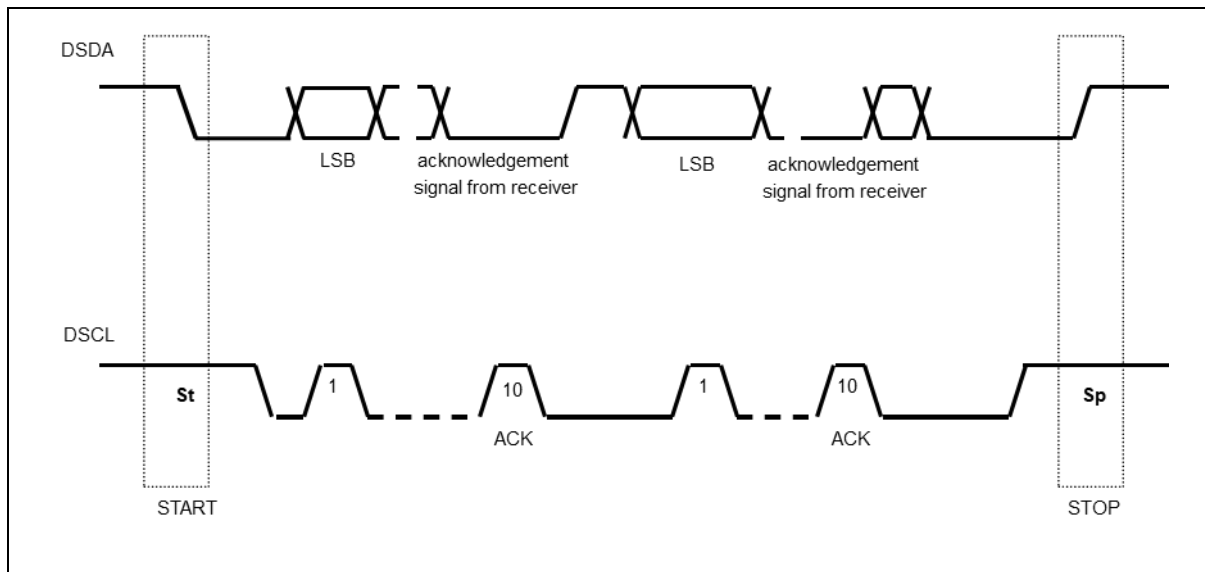 DSDA
LSB
acknowledgement
signal from receiver
LSB
acknowledgement
signal from receiver
DSCL
St
1
10
1
10
Sp
ACK
ACK
START
STOP